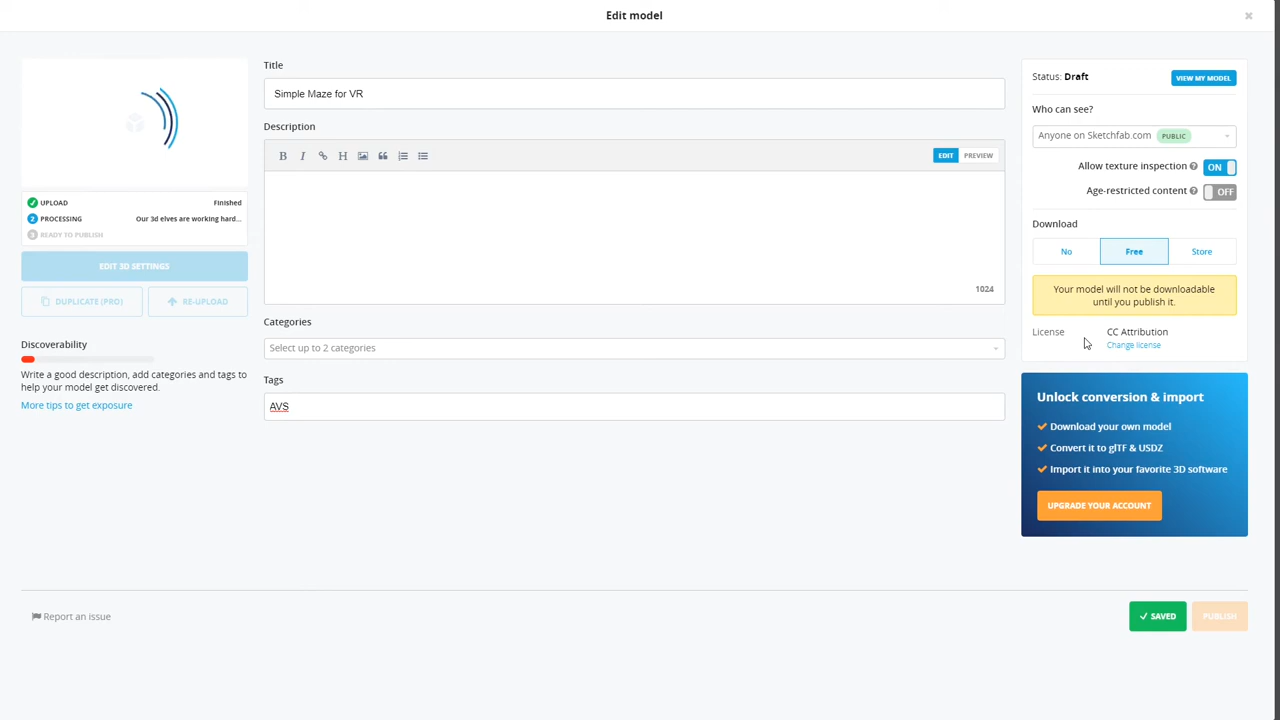 Edit model
Title
Simple Maze for VR
Description
B I H
EDIT PREVIEW
1024
UPLOAD Finished
2 PROCESSING Our 3d elves are working hard...
3 READY TO PUBLISH
EDIT 3D SETTINGS
DUPLICATE (PRO) RE-UPLOAD
Discoverability
Write a good description, add categories and tags to
help your model get discovered.
More tips to get exposure
Categories
Select up to 2 categories
Tags
AVS
Status: Draft
VIEW MY MODEL
Who can see?
Anyone on Sketchfab.com PUBLIC
Allow texture inspection ? ON
Age-restricted content ? OFF
Download
No Free Store
Your model will not be downloadable
until you publish it.
License CC Attribution
Change license
Unlock conversion & import
Download your own model
Convert it to glTF & USDZ
Import it into your favorite 3D software
UPGRADE YOUR ACCOUNT
Report an issue
SAVED
PUBLISH